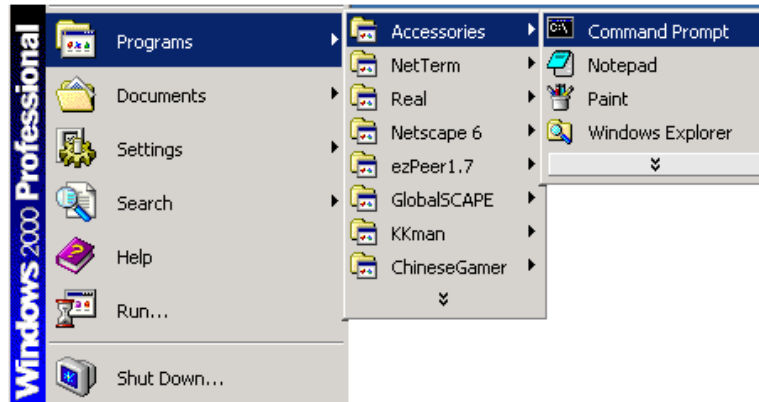 Windows 2000 Professional
Programs
Documents
Settings
Search
Help
Run...
Shut Down...
Accessories
NetTerm
Real
Netscape 6
ezPeer1.7
GlobalSCAPE
KKman
ChineseGamer
Command Prompt
Notepad
Paint
Windows Explorer